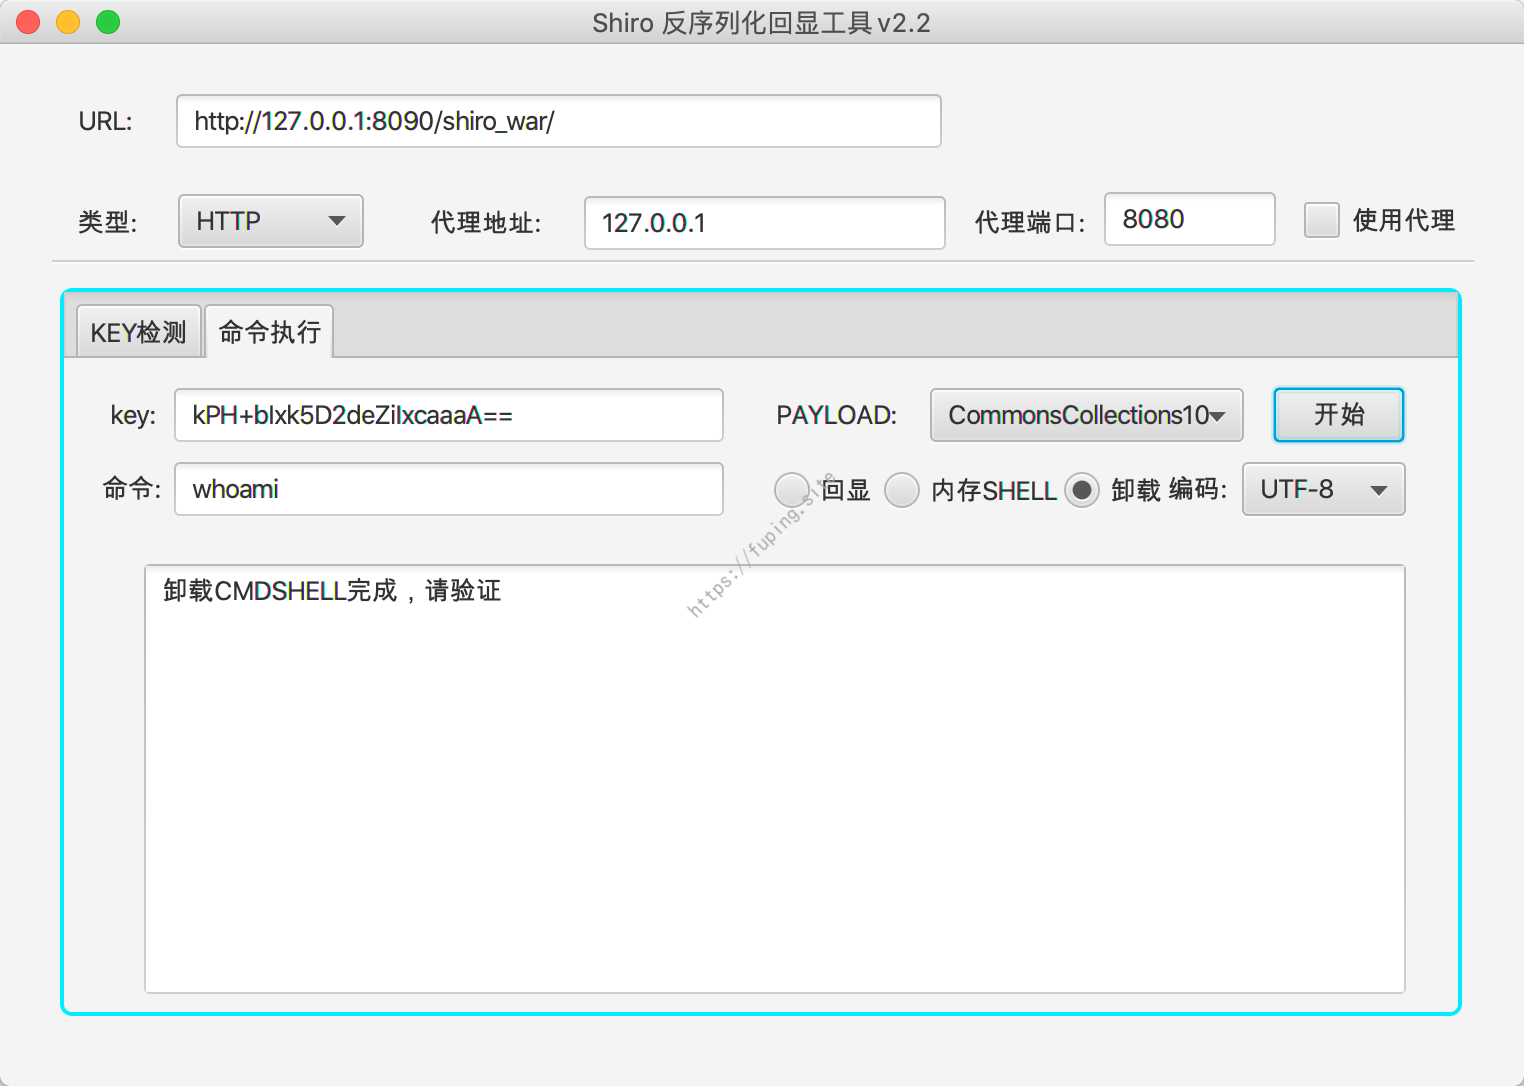 Shiro 反序列化回显工具v2.2
URL: http://127.0.0.1:8090/shiro_war/
类型: HTTP 代理地址: 127.0.0.1 代理端口: 8080 使用代理
KEY检测 命令执行
key: kPH+bIxk5D2deZiIxcaaaA== PAYLOAD: CommonsCollections10 开始
命令: whoami 回显 内存SHELL 卸载 编码: UTF-8
卸载CMDSHELL完成，请验证
https://fuping.site